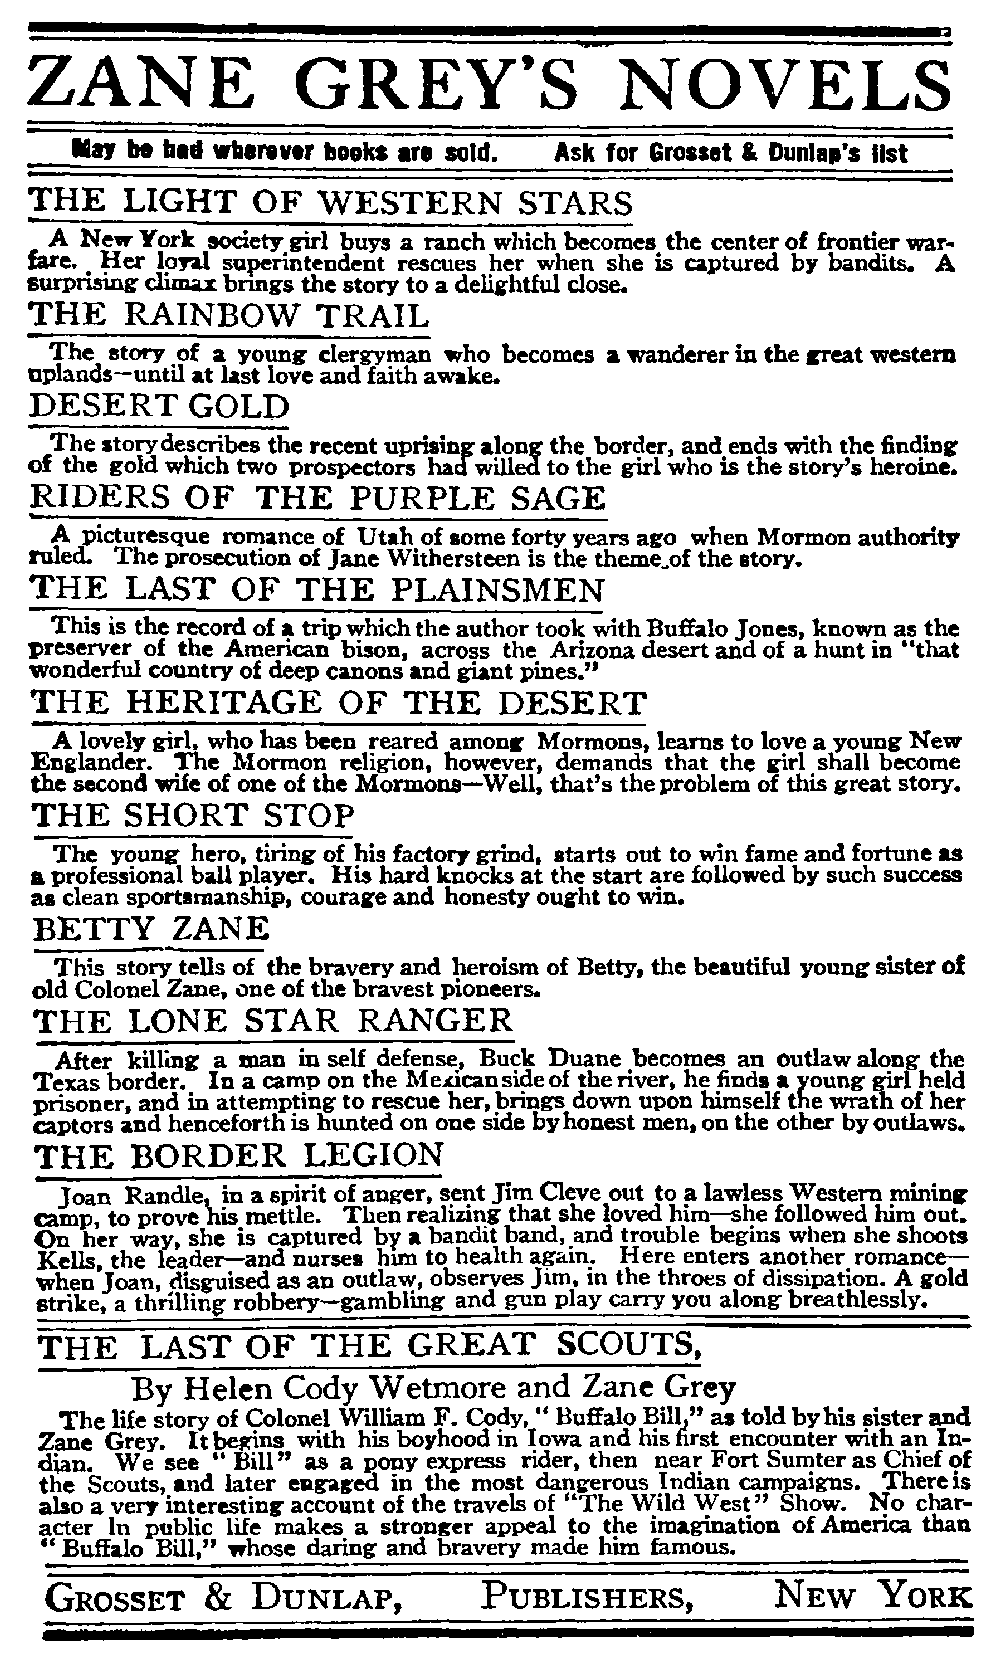 ZANE GREY'S NOVELS
May be had wherever books are sold. Ask for Grosset & Dunlap's list
THE LIGHT OF WESTERN STARS
A New York society girl buys a ranch which becomes the center of frontier war-
fare. Her loyal superintendent rescues her when she is captured by bandits. A
surprising climax brings the story to a delightful close.
THE RAINBOW TRAIL
The story of a young clergyman who becomes a wanderer in the great western
uplands—until at last love and faith awake.
DESERT GOLD
The story describes the recent uprising along the border, and ends with the finding
of the gold which two prospectors had willed to the girl who is the story's heroine.
RIDERS OF THE PURPLE SAGE
A picturesque romance of Utah of some forty years ago when Mormon authority
ruled. The prosecution of Jane Withersteen is the theme of the story.
THE LAST OF THE PLAINSMEN
This is the record of a trip which the author took with Buffalo Jones, known as the
preserver of the American bison, across the Arizona desert and of a hunt in "that
wonderful country of deep canons and giant pines."
THE HERITAGE OF THE DESERT
A lovely girl, who has been reared among Mormons, learns to love a young New
Englander. The Mormon religion, however, demands that the girl shall become
the second wife of one of the Mormons—Well, that's the problem of this great story.
THE SHORT STOP
The young hero, tiring of his factory grind, starts out to win fame and fortune as
a professional ball player. His hard knocks at the start are followed by such success
as clean sportsmanship, courage and honesty ought to win.
BETTY ZANE
This story tells of the bravery and heroism of Betty, the beautiful young sister of
old Colonel Zane, one of the bravest pioneers.
THE LONE STAR RANGER
After killing a man in self defense, Buck Duane becomes an outlaw along the
Texas border. In a camp on the Mexican side of the river, he finds a young girl held
prisoner, and in attempting to rescue her, brings down upon himself the wrath of her
captors and henceforth is hunted on one side by honest men, on the other by outlaws.
THE BORDER LEGION
Joan Randle, in a spirit of anger, sent Jim Cleve out to a lawless Western mining
camp, to prove his mettle. Then realizing that she loved him—she followed him out.
On her way, she is captured by a bandit band, and trouble begins when she shoots
Kells, the leader—and nurses him to health again. Here enters another romance—
when Joan, disguised as an outlaw, observes Jim, in the throes of dissipation. A gold
strike, a thrilling robbery—gambling and gun play carry you along breathlessly.
THE LAST OF THE GREAT SCOUTS,
By Helen Cody Wetmore and Zane Grey
The life story of Colonel William F. Cody, "Buffalo Bill," as told by his sister and
Zane Grey. It begins with his boyhood in Iowa and his first encounter with an In-
dian. We see "Bill" as a pony express rider, then near Fort Sumter as Chief of
the Scouts, and later engaged in the most dangerous Indian campaigns. There is
also a very interesting account of the travels of "The Wild West" Show. No char-
acter in public life makes a stronger appeal to the imagination of America than
"Buffalo Bill," whose daring and bravery made him famous.
GROSSET & DUNLAP, PUBLISHERS, NEW YORK